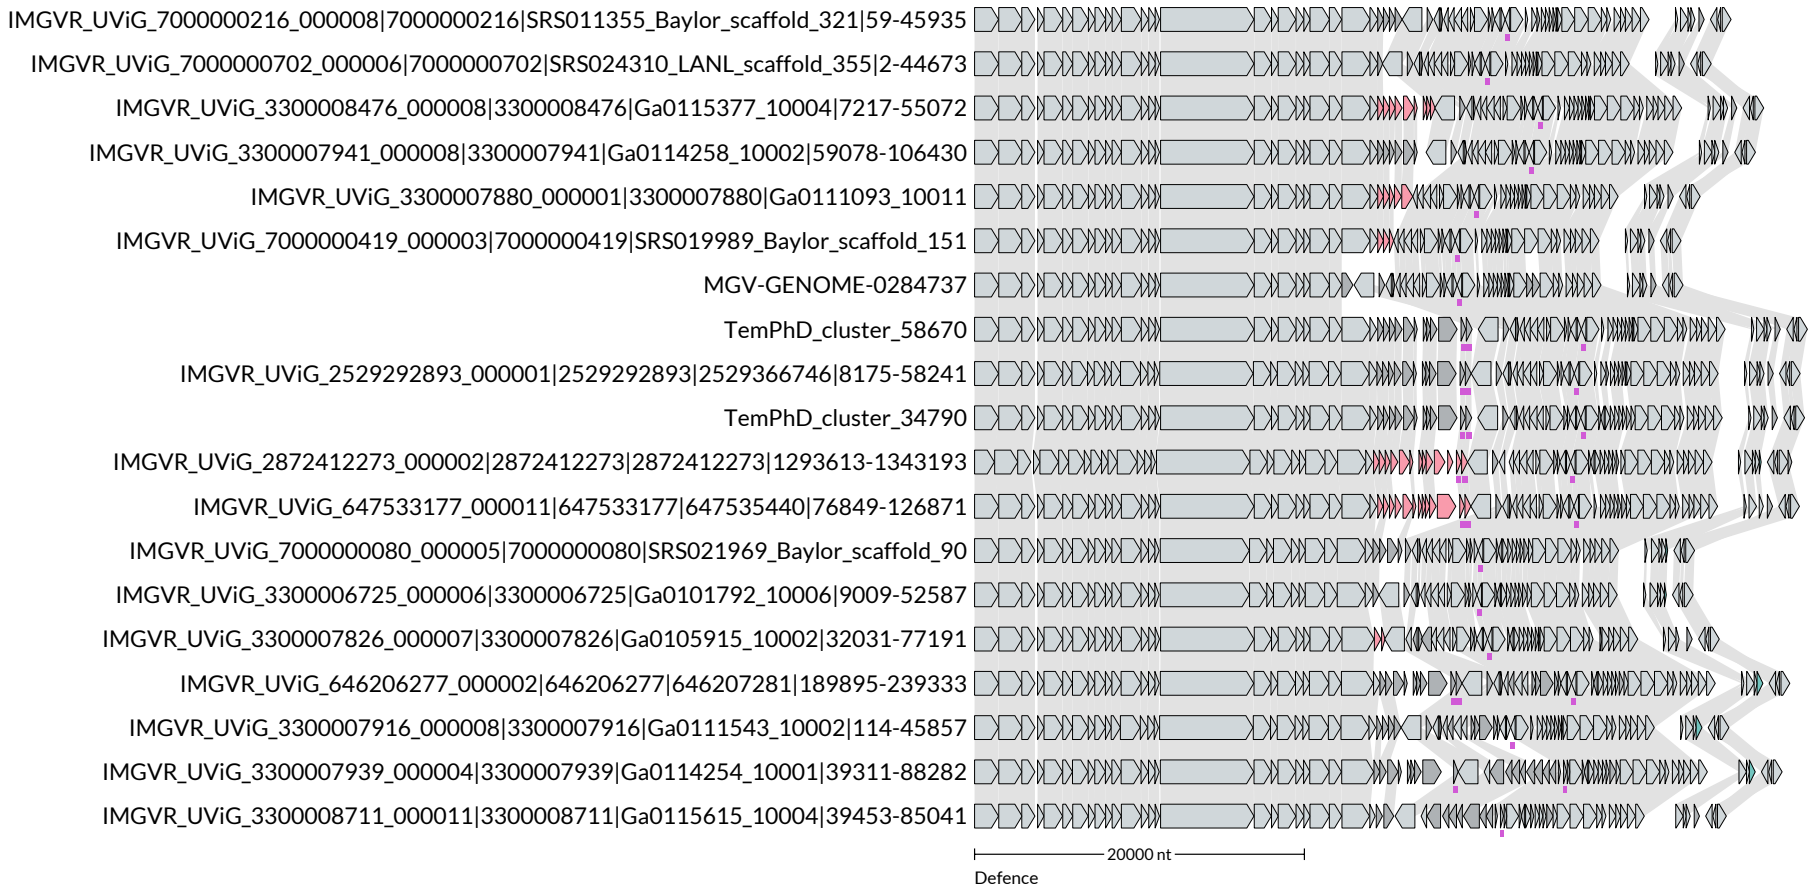 IMGVR_UViG_7000000216_000008|7000000216|SRS011355_Baylor_scaffold_321|59-45935
IMGVR_UViG_7000000702_000006|7000000702|SRS024310_LANL_scaffold_355|2-44673
IMGVR_UViG_3300008476_000008|3300008476|Ga0115377_10004|7217-55072
IMGVR_UViG_3300007941_000008|3300007941|Ga0114258_10002|59078-106430
IMGVR_UViG_3300007880_000001|3300007880|Ga0111093_10011
IMGVR_UViG_7000000419_000003|7000000419|SRS019989_Baylor_scaffold_151
MGV-GENOME-0284737
TemPhD_cluster_58670
IMGVR_UViG_2529292893_000001|2529292893|2529366746|8175-58241
TemPhD_cluster_34790
IMGVR_UViG_2872412273_000002|2872412273|2872412273|1293613-1343193
IMGVR_UViG_647533177_000011|647533177|647535440|76849-126871
IMGVR_UViG_7000000080_000005|7000000080|SRS021969_Baylor_scaffold_90
IMGVR_UViG_3300006725_000006|3300006725|Ga0101792_10006|9009-52587
IMGVR_UViG_3300007826_000007|3300007826|Ga0105915_10002|32031-77191
IMGVR_UViG_646206277_000002|646206277|646207281|189895-239333
IMGVR_UViG_3300007916_000008|3300007916|Ga0111543_10002|114-45857
IMGVR_UViG_3300007939_000004|3300007939|Ga0114254_10001|39311-88282
IMGVR_UViG_3300008711_000011|3300008711|Ga0115615_10004|39453-85041
20000 nt
Defence